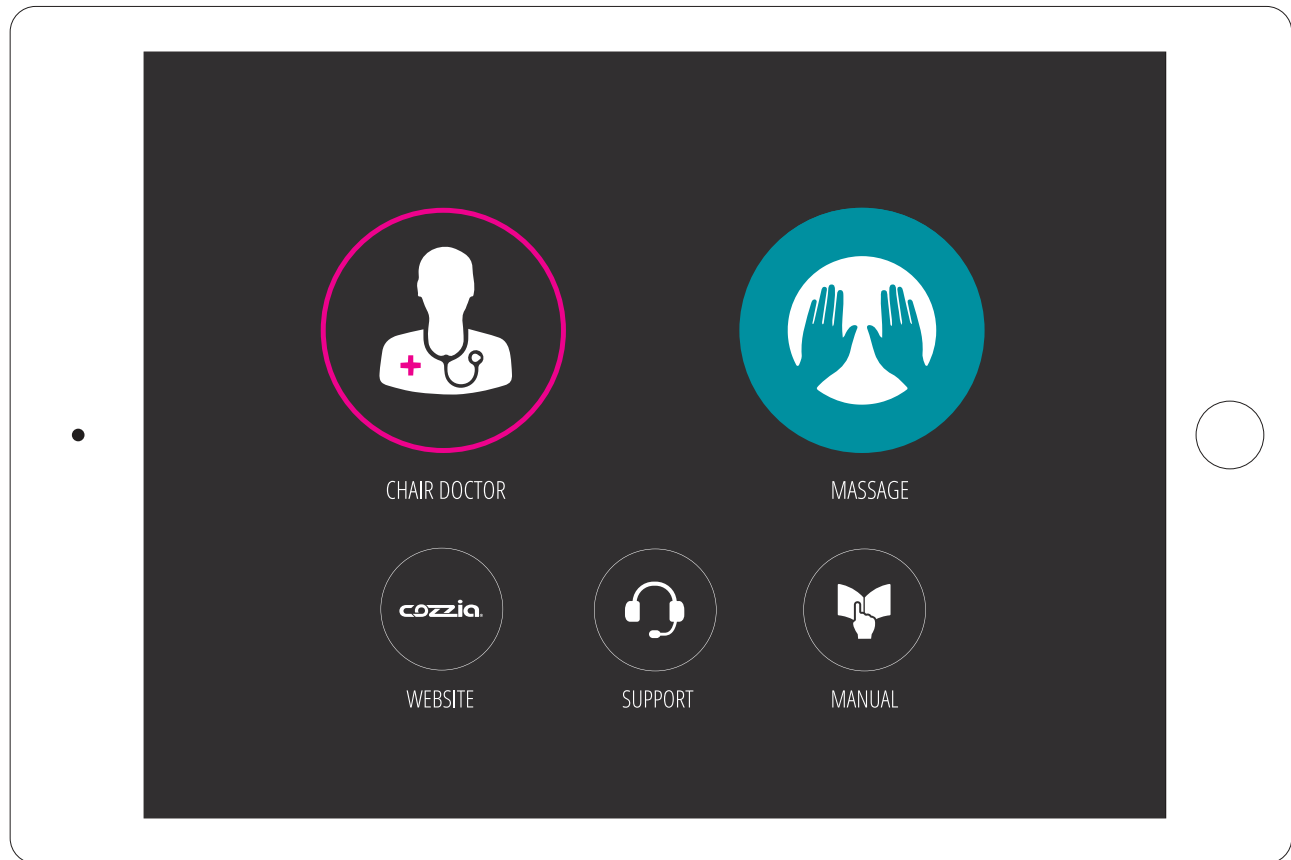 CHAIR DOCTOR
MASSAGE
cozzia
WEBSITE
SUPPORT
MANUAL